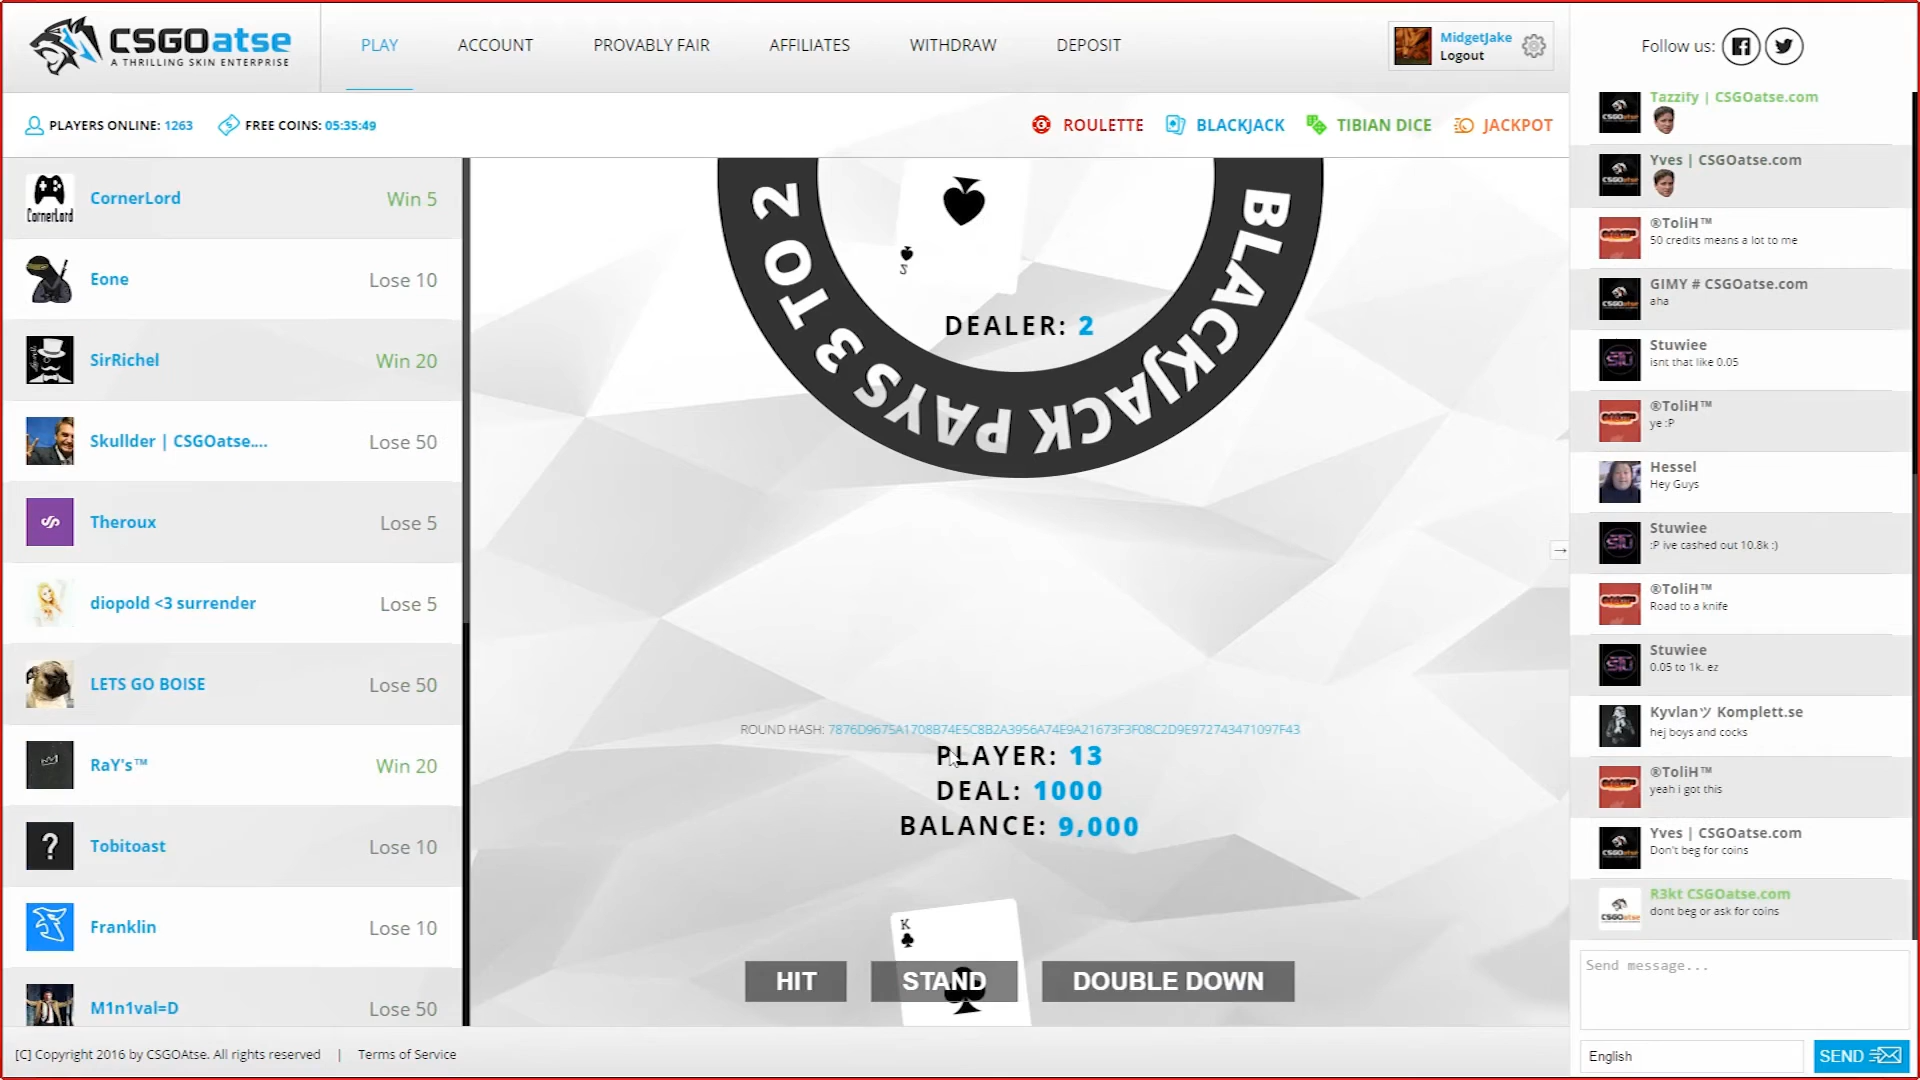 CSGOatse
A THRILLING SKIN ENTERPRISE
PLAY
ACCOUNT
PROVABLY FAIR
AFFILIATES
WITHDRAW
DEPOSIT
MidgetJake
Logout
Follow us:
PLAYERS ONLINE: 1263
FREE COINS: 05:35:49
ROULETTE
BLACKJACK
TIBIAN DICE
JACKPOT
CornerLord
CornerLord
Win 5
Eone
Lose 10
SirRichel
Win 20
Skullder | CSGOatse....
Lose 50
Theroux
Lose 5
diopold <3 surrender
Lose 5
LETS GO BOISE
Lose 50
RaY's™
Win 20
Tobitoast
Lose 10
Franklin
Lose 10
M1n1val=D
Lose 50
BLACKJACK PAYS 3 TO 2
2
DEALER: 2
ROUND HASH: 7876D9675A1708B74E5C8B2A3956A74E9A21673F3F08C2D9E972743471097F43
PLAYER: 13
DEAL: 1000
BALANCE: 9,000
K
HIT
STAND
DOUBLE DOWN
Tazzify | CSGOatse.com
Yves | CSGOatse.com
®ToliH™
50 credits means a lot to me
GIMY # CSGOatse.com
aha
Stuwiee
isnt that like 0.05
®ToliH™
ye :P
Hessel
Hey Guys
Stuwiee
:P ive cashed out 10.8k :)
®ToliH™
Road to a knife
Stuwiee
0.05 to 1k. ez
Kyvlanツ Komplett.se
hej boys and cocks
®ToliH™
yeah i got this
Yves | CSGOatse.com
Don't beg for coins
R3kt CSGOatse.com
dont beg or ask for coins
Send message...
English
SEND
[C] Copyright 2016 by CSGOAtse. All rights reserved | Terms of Service